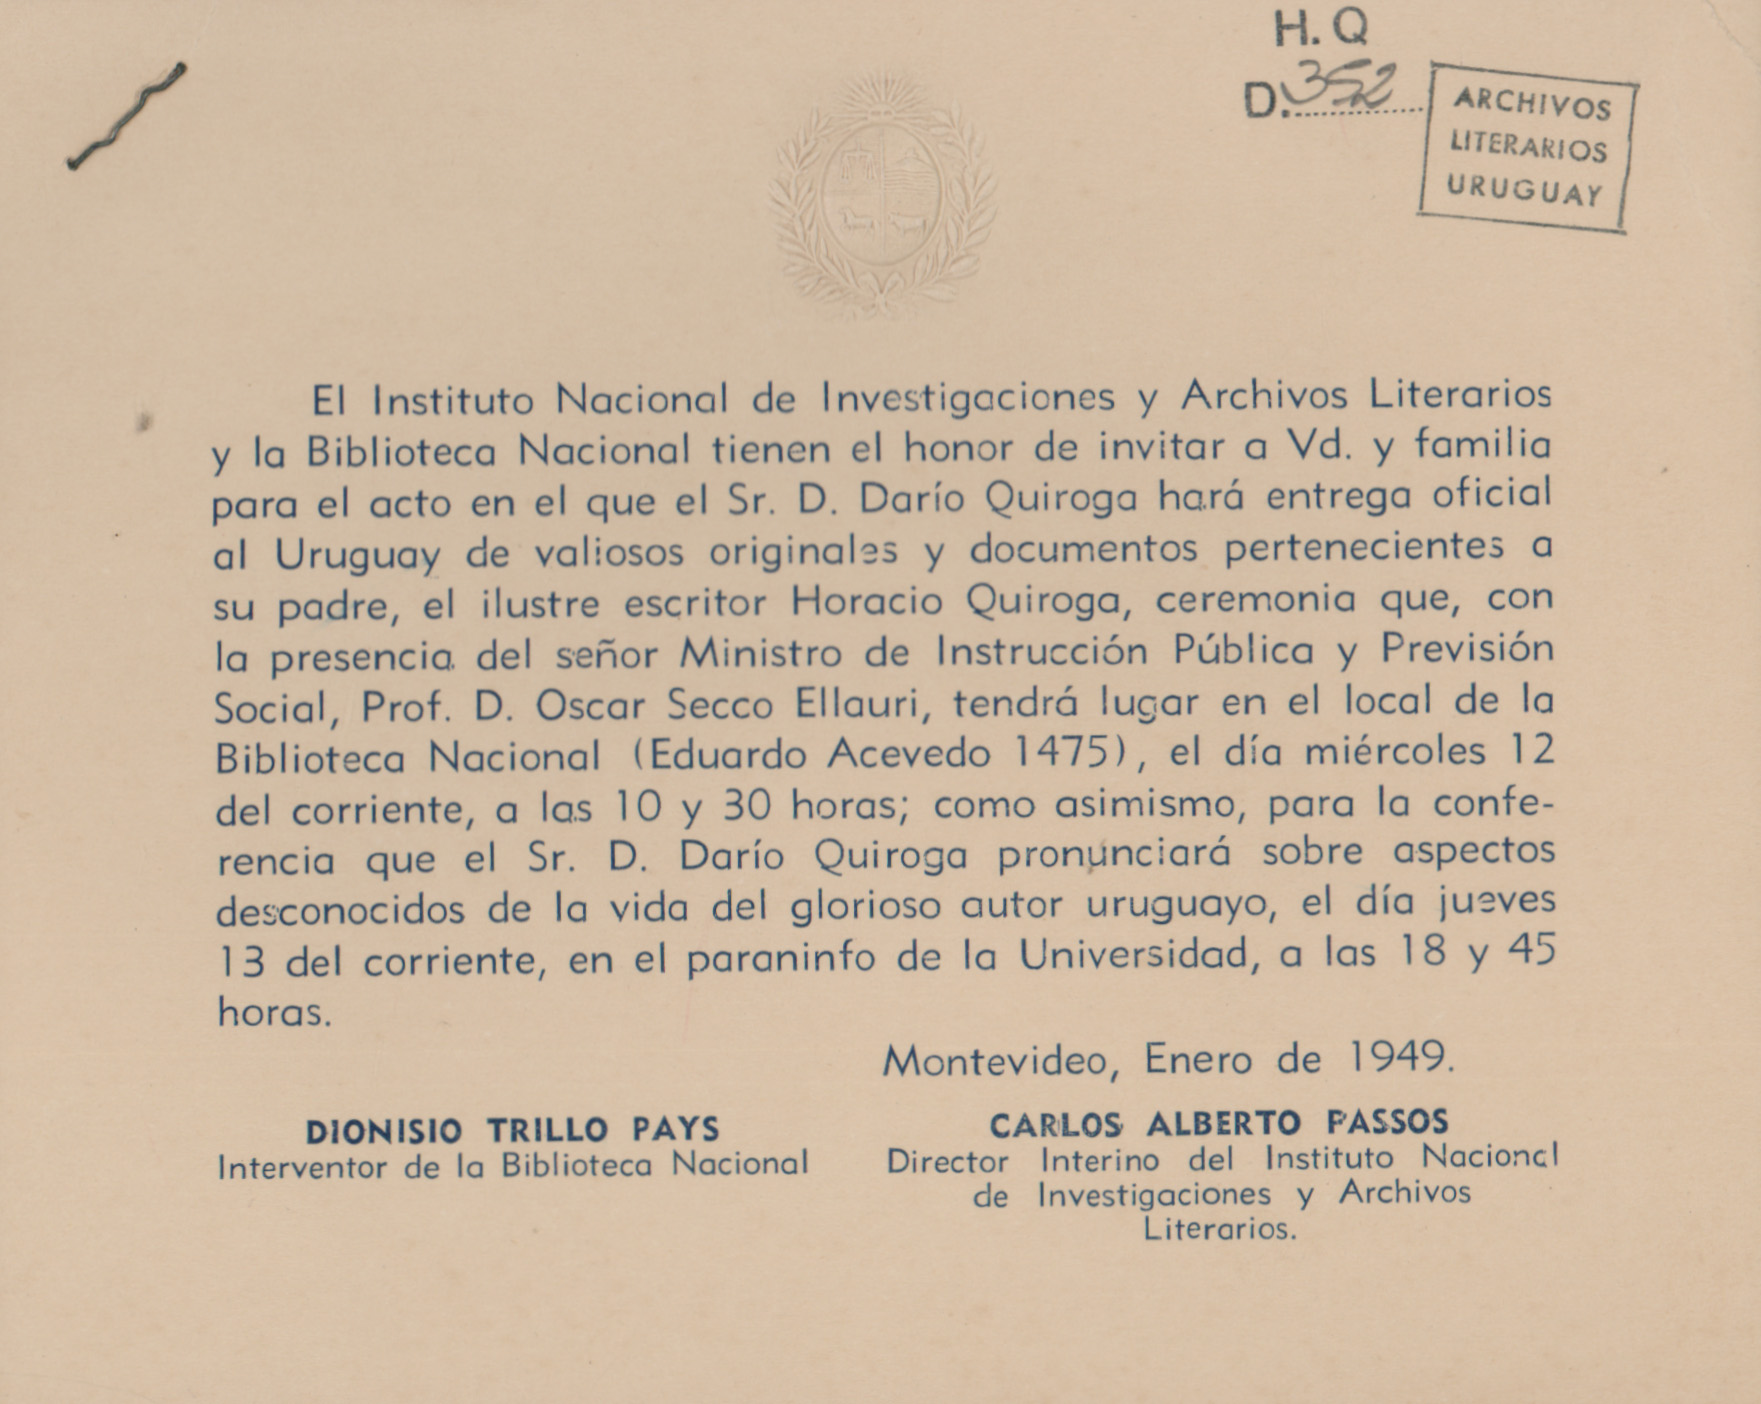 H. Q
D. 352
ARCHIVOS
LITERARIOS
URUGUAY
El Instituto Nacional de Investigaciones y Archivos Literarios
y la Biblioteca Nacional tienen el honor de invitar a Vd. y familia
para el acto en el que el Sr. D. Darío Quiroga hará entrega oficial
al Uruguay de valiosos originales y documentos pertenecientes a
su padre, el ilustre escritor Horacio Quiroga, ceremonia que, con
la presencia del señor Ministro de Instrucción Pública y Previsión
Social, Prof. D. Oscar Secco Ellauri, tendrá lugar en el local de la
Biblioteca Nacional (Eduardo Acevedo 1475), el día miércoles 12
del corriente, a las 10 y 30 horas; como asimismo, para la confe-
rencia que el Sr. D. Darío Quiroga pronunciará sobre aspectos
desconocidos de la vida del glorioso autor uruguayo, el día jueves
13 del corriente, en el paraninfo de la Universidad, a las 18 y 45
horas.
Montevideo, Enero de 1949.
DIONISIO TRILLO PAYS
Interventor de la Biblioteca Nacional
CARLOS ALBERTO PASSOS
Director Interino del Instituto Nacional
de Investigaciones y Archivos
Literarios.